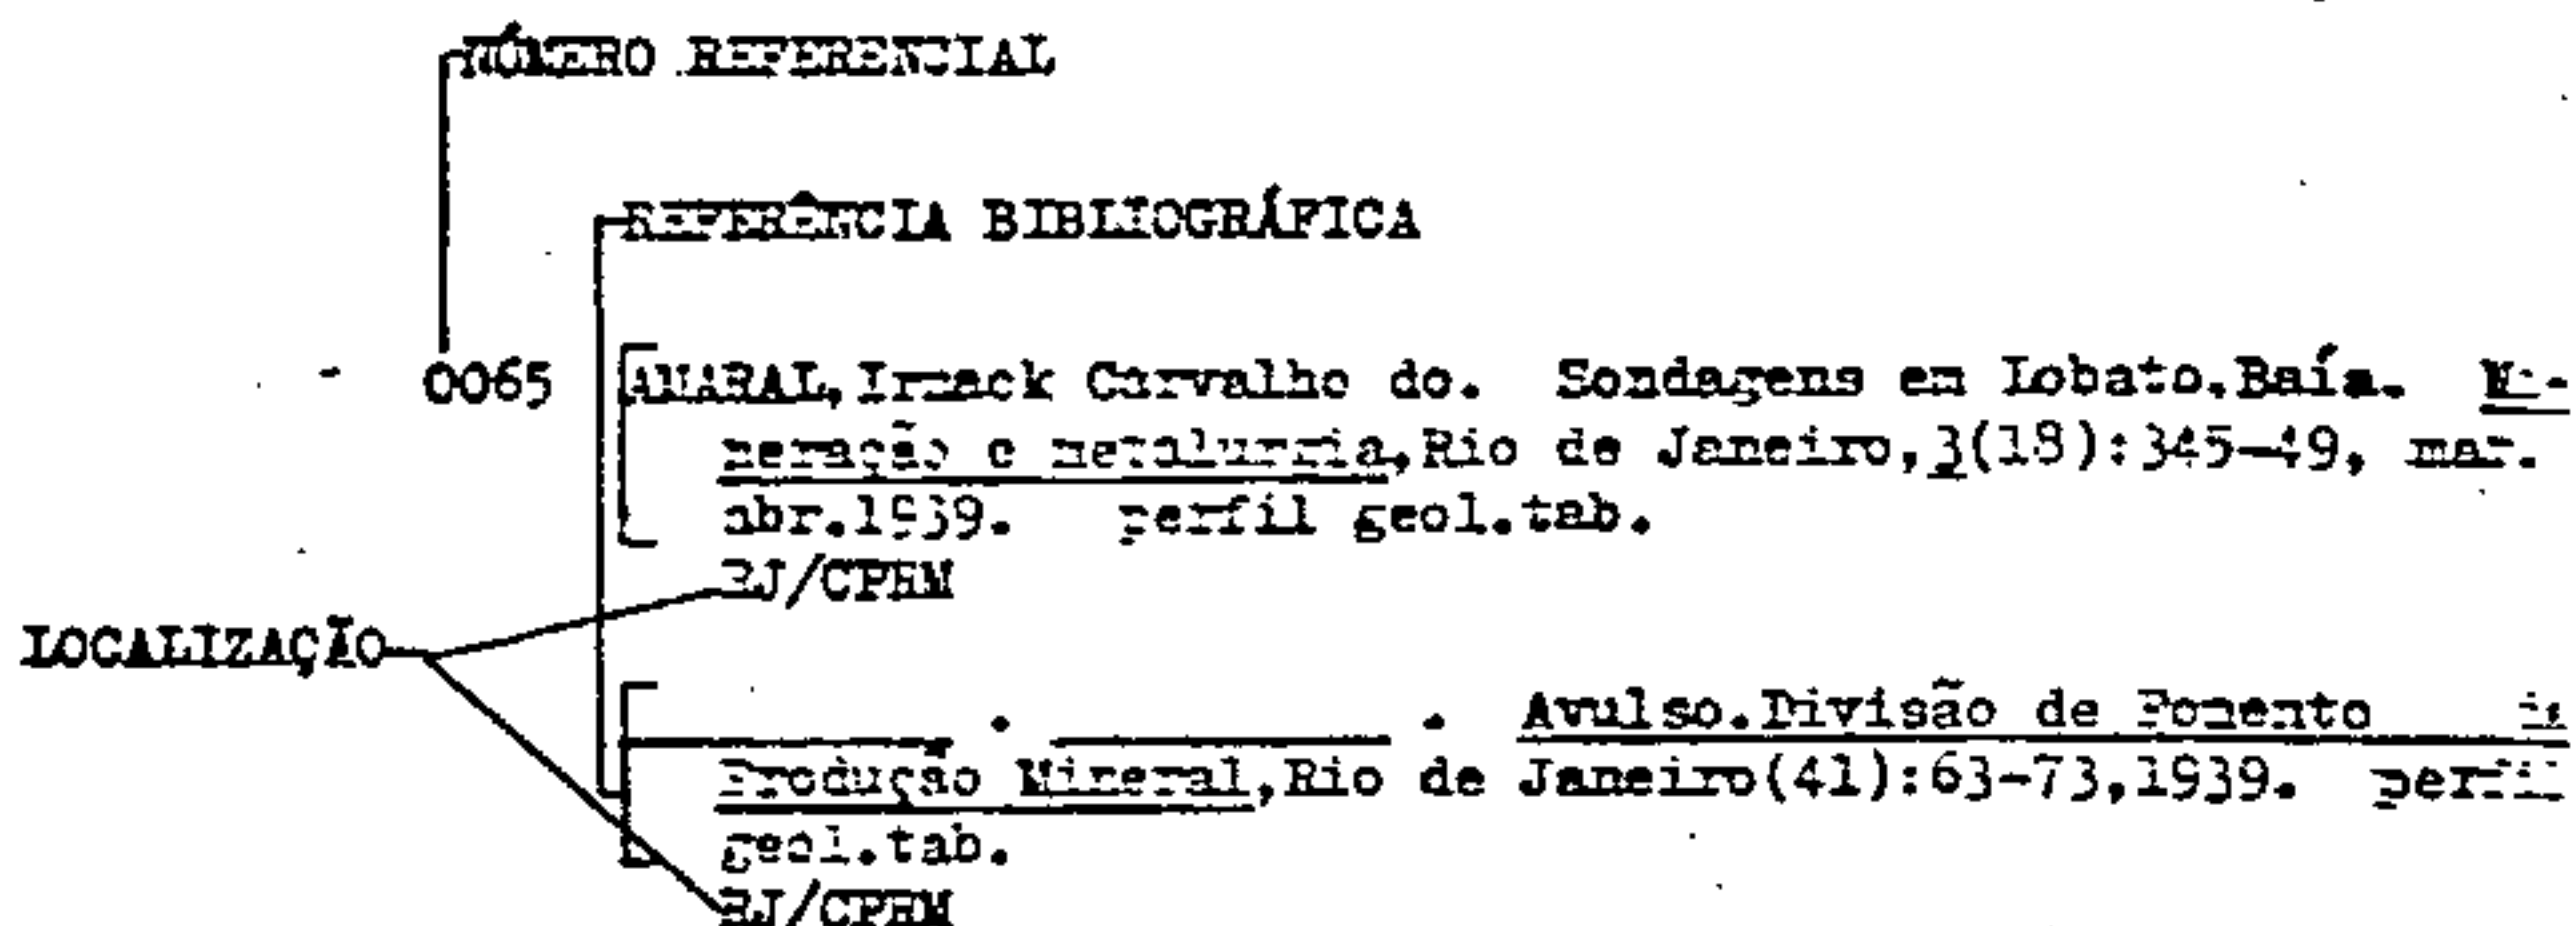 NÚMERO REFERENCIAL
REFERÊNCIA BIBLIOGRÁFICA
0065 AMARAL,Irnack Carvalho do. Sondagens em Lobato.Baía. Mi-
neração e metalurgia,Rio de Janeiro,3(18):345-49, mar.
abr.1939. perfil geol.tab.
RJ/CPRM
LOCALIZAÇÃO
. . Avulso.Divisão de Fomento
Produção Mineral,Rio de Janeiro(41):63-73,1939. perfil
geol.tab.
RJ/CPRM